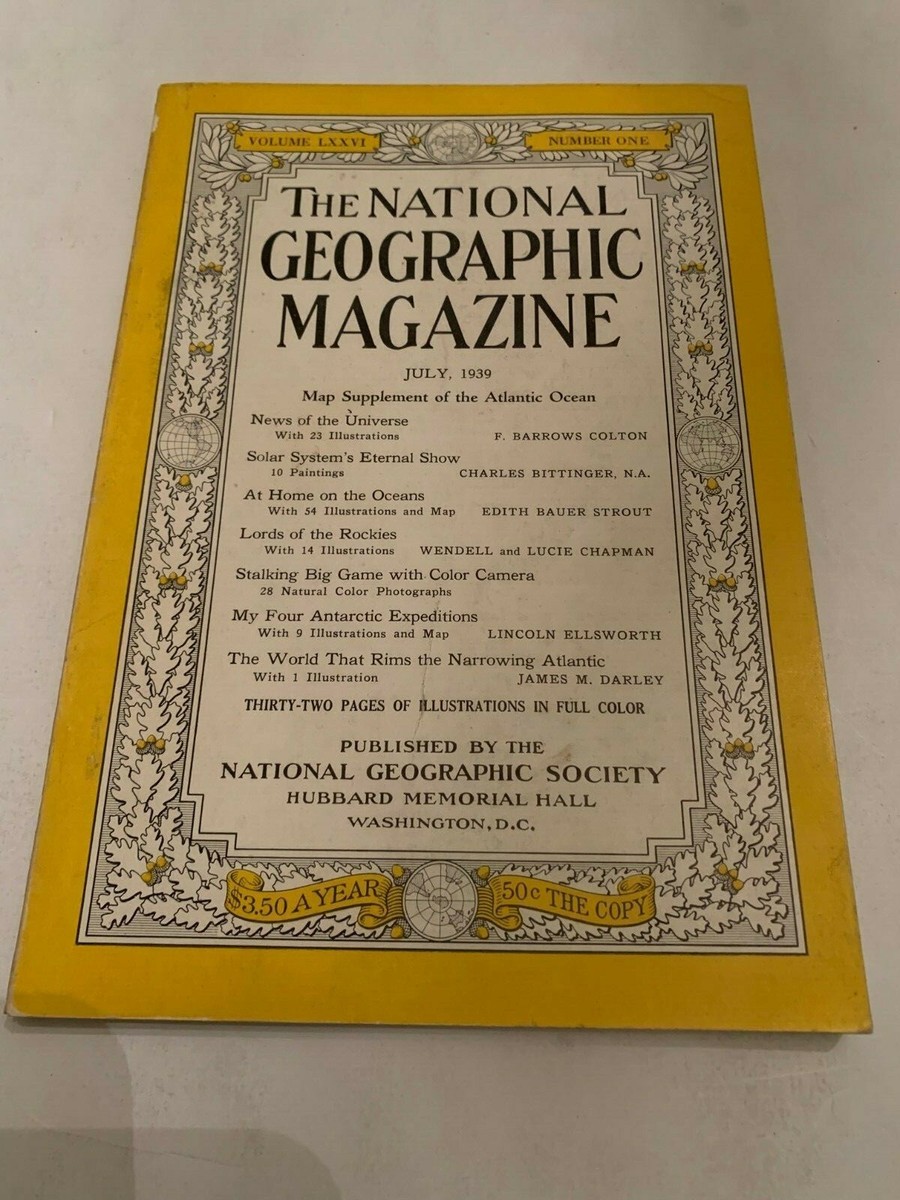 VOLUME LXXVI NUMBER ONE
THE NATIONAL
GEOGRAPHIC
MAGAZINE
JULY, 1939
Map Supplement of the Atlantic Ocean
News of the Universe
With 23 Illustrations F. BARROWS COLTON
Solar System's Eternal Show
10 Paintings CHARLES BITTINGER, N.A.
At Home on the Oceans
With 54 Illustrations and Map EDITH BAUER STROUT
Lords of the Rockies
With 14 Illustrations WENDELL and LUCIE CHAPMAN
Stalking Big Game with Color Camera
28 Natural Color Photographs
My Four Antarctic Expeditions
With 9 Illustrations and Map LINCOLN ELLSWORTH
The World That Rims the Narrowing Atlantic
With 1 Illustration JAMES M. DARLEY
THIRTY-TWO PAGES OF ILLUSTRATIONS IN FULL COLOR
PUBLISHED BY THE
NATIONAL GEOGRAPHIC SOCIETY
HUBBARD MEMORIAL HALL
WASHINGTON, D.C.
$3.50 A YEAR 50c THE COPY